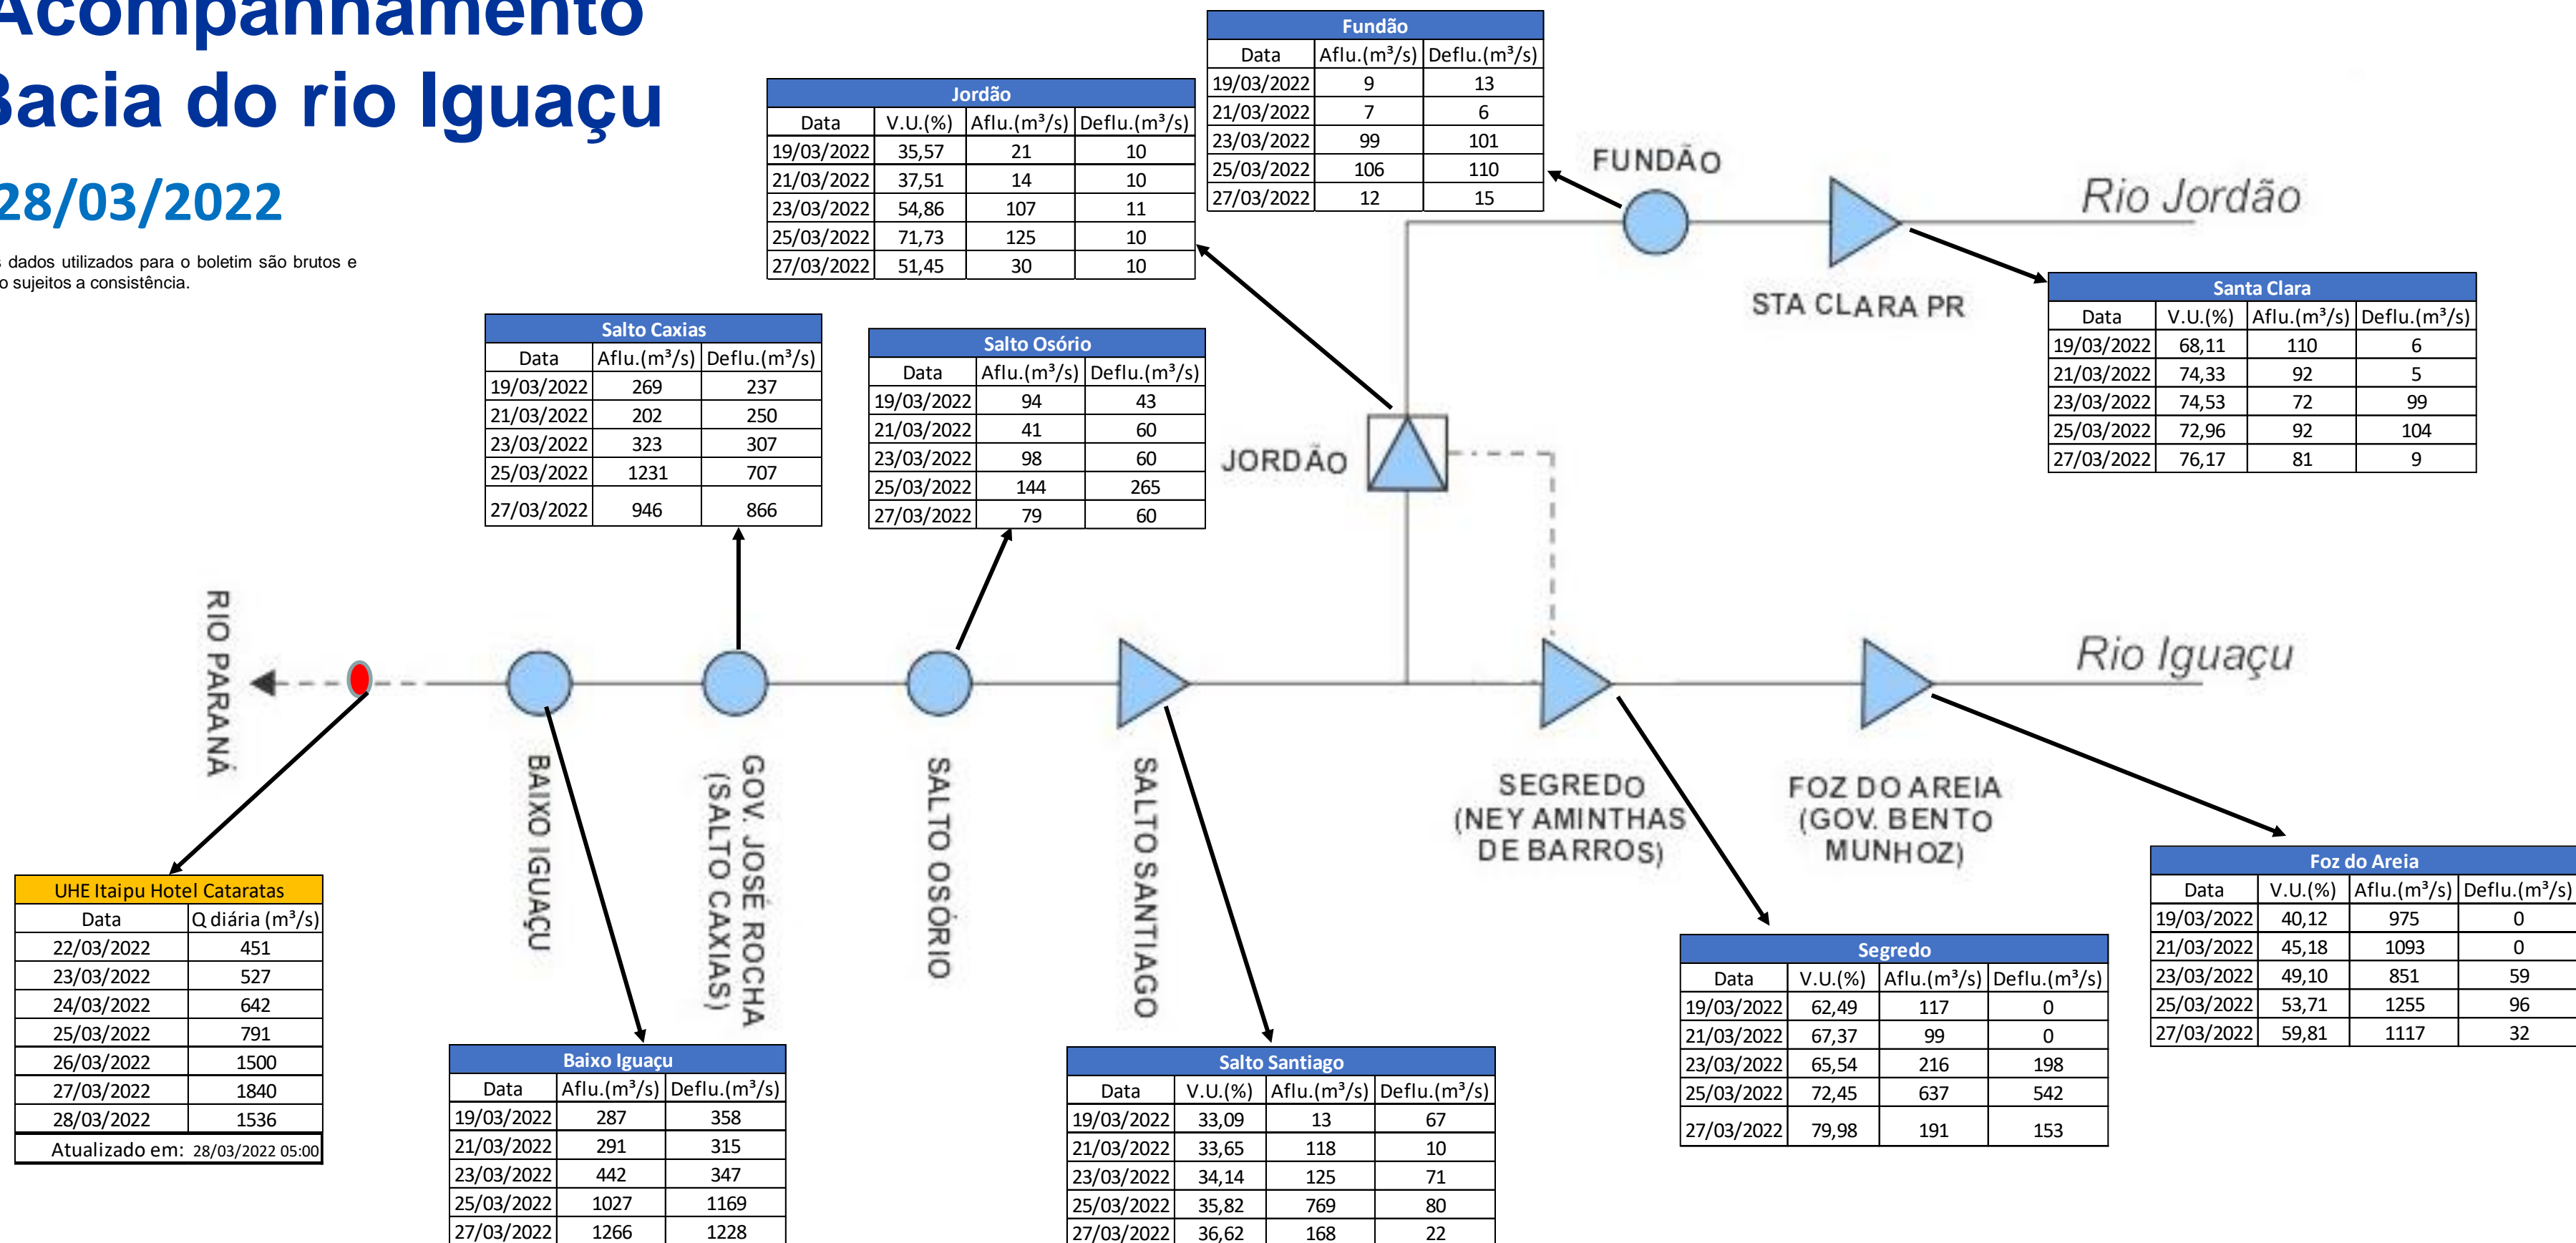 Acompanhamento
Bacia do rio Iguaçu
28/03/2022
s dados utilizados para o boletim são brutos e
o sujeitos a consistência.
Fundão
Data Aflu.(m³/s) Deflu.(m³/s)
19/03/2022 9 13
21/03/2022 7 6
23/03/2022 99 101
25/03/2022 106 110
27/03/2022 12 15
Jordão
Data V.U.(%) Aflu.(m³/s) Deflu.(m³/s)
19/03/2022 35,57 21 10
21/03/2022 37,51 14 10
23/03/2022 54,86 107 11
25/03/2022 71,73 125 10
27/03/2022 51,45 30 10
FUNDÃO
Rio Jordão
STA CLARA PR
Santa Clara
Data V.U.(%) Aflu.(m³/s) Deflu.(m³/s)
19/03/2022 68,11 110 6
21/03/2022 74,33 92 5
23/03/2022 74,53 72 99
25/03/2022 72,96 92 104
27/03/2022 76,17 81 9
Salto Caxias
Data Aflu.(m³/s) Deflu.(m³/s)
19/03/2022 269 237
21/03/2022 202 250
23/03/2022 323 307
25/03/2022 1231 707
27/03/2022 946 866
Salto Osório
Data Aflu.(m³/s) Deflu.(m³/s)
19/03/2022 94 43
21/03/2022 41 60
23/03/2022 98 60
25/03/2022 144 265
27/03/2022 79 60
JORDÃO
RIO PARANÁ
Rio Iguaçu
BAIXO IGUAÇU
GOV. JOSÉ ROCHA
(SALTO CAXIAS)
SALTO OSÓRIO
SALTO SANTIAGO
SEGREDO
(NEY AMINTHAS
DE BARROS)
FOZ DO AREIA
(GOV. BENTO
MUNHOZ)
UHE Itaipu Hotel Cataratas
Data Q diária (m³/s)
22/03/2022 451
23/03/2022 527
24/03/2022 642
25/03/2022 791
26/03/2022 1500
27/03/2022 1840
28/03/2022 1536
Atualizado em: 28/03/2022 05:00
Baixo Iguaçu
Data Aflu.(m³/s) Deflu.(m³/s)
19/03/2022 287 358
21/03/2022 291 315
23/03/2022 442 347
25/03/2022 1027 1169
27/03/2022 1266 1228
Salto Santiago
Data V.U.(%) Aflu.(m³/s) Deflu.(m³/s)
19/03/2022 33,09 13 67
21/03/2022 33,65 118 10
23/03/2022 34,14 125 71
25/03/2022 35,82 769 80
27/03/2022 36,62 168 22
Segredo
Data V.U.(%) Aflu.(m³/s) Deflu.(m³/s)
19/03/2022 62,49 117 0
21/03/2022 67,37 99 0
23/03/2022 65,54 216 198
25/03/2022 72,45 637 542
27/03/2022 79,98 191 153
Foz do Areia
Data V.U.(%) Aflu.(m³/s) Deflu.(m³/s)
19/03/2022 40,12 975 0
21/03/2022 45,18 1093 0
23/03/2022 49,10 851 59
25/03/2022 53,71 1255 96
27/03/2022 59,81 1117 32